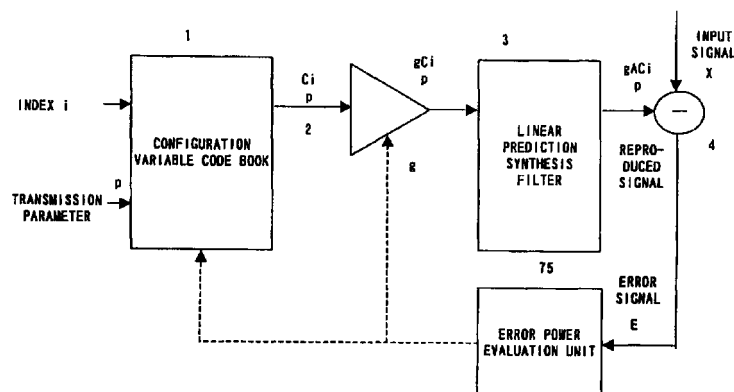 1
INDEX i
P
TRANSMISSION
PARAMETER
CONFIGURATION
VARIABLE CODE BOOK
Ci
p
2
gCi
p
g
3
LINEAR
PREDICTION
SYNTHESIS
FILTER
gACi
p
INPUT
SIGNAL
X
—
4
REPRO-
DUCED
SIGNAL
75
ERROR POWER
EVALUATION UNIT
ERROR
SIGNAL
E